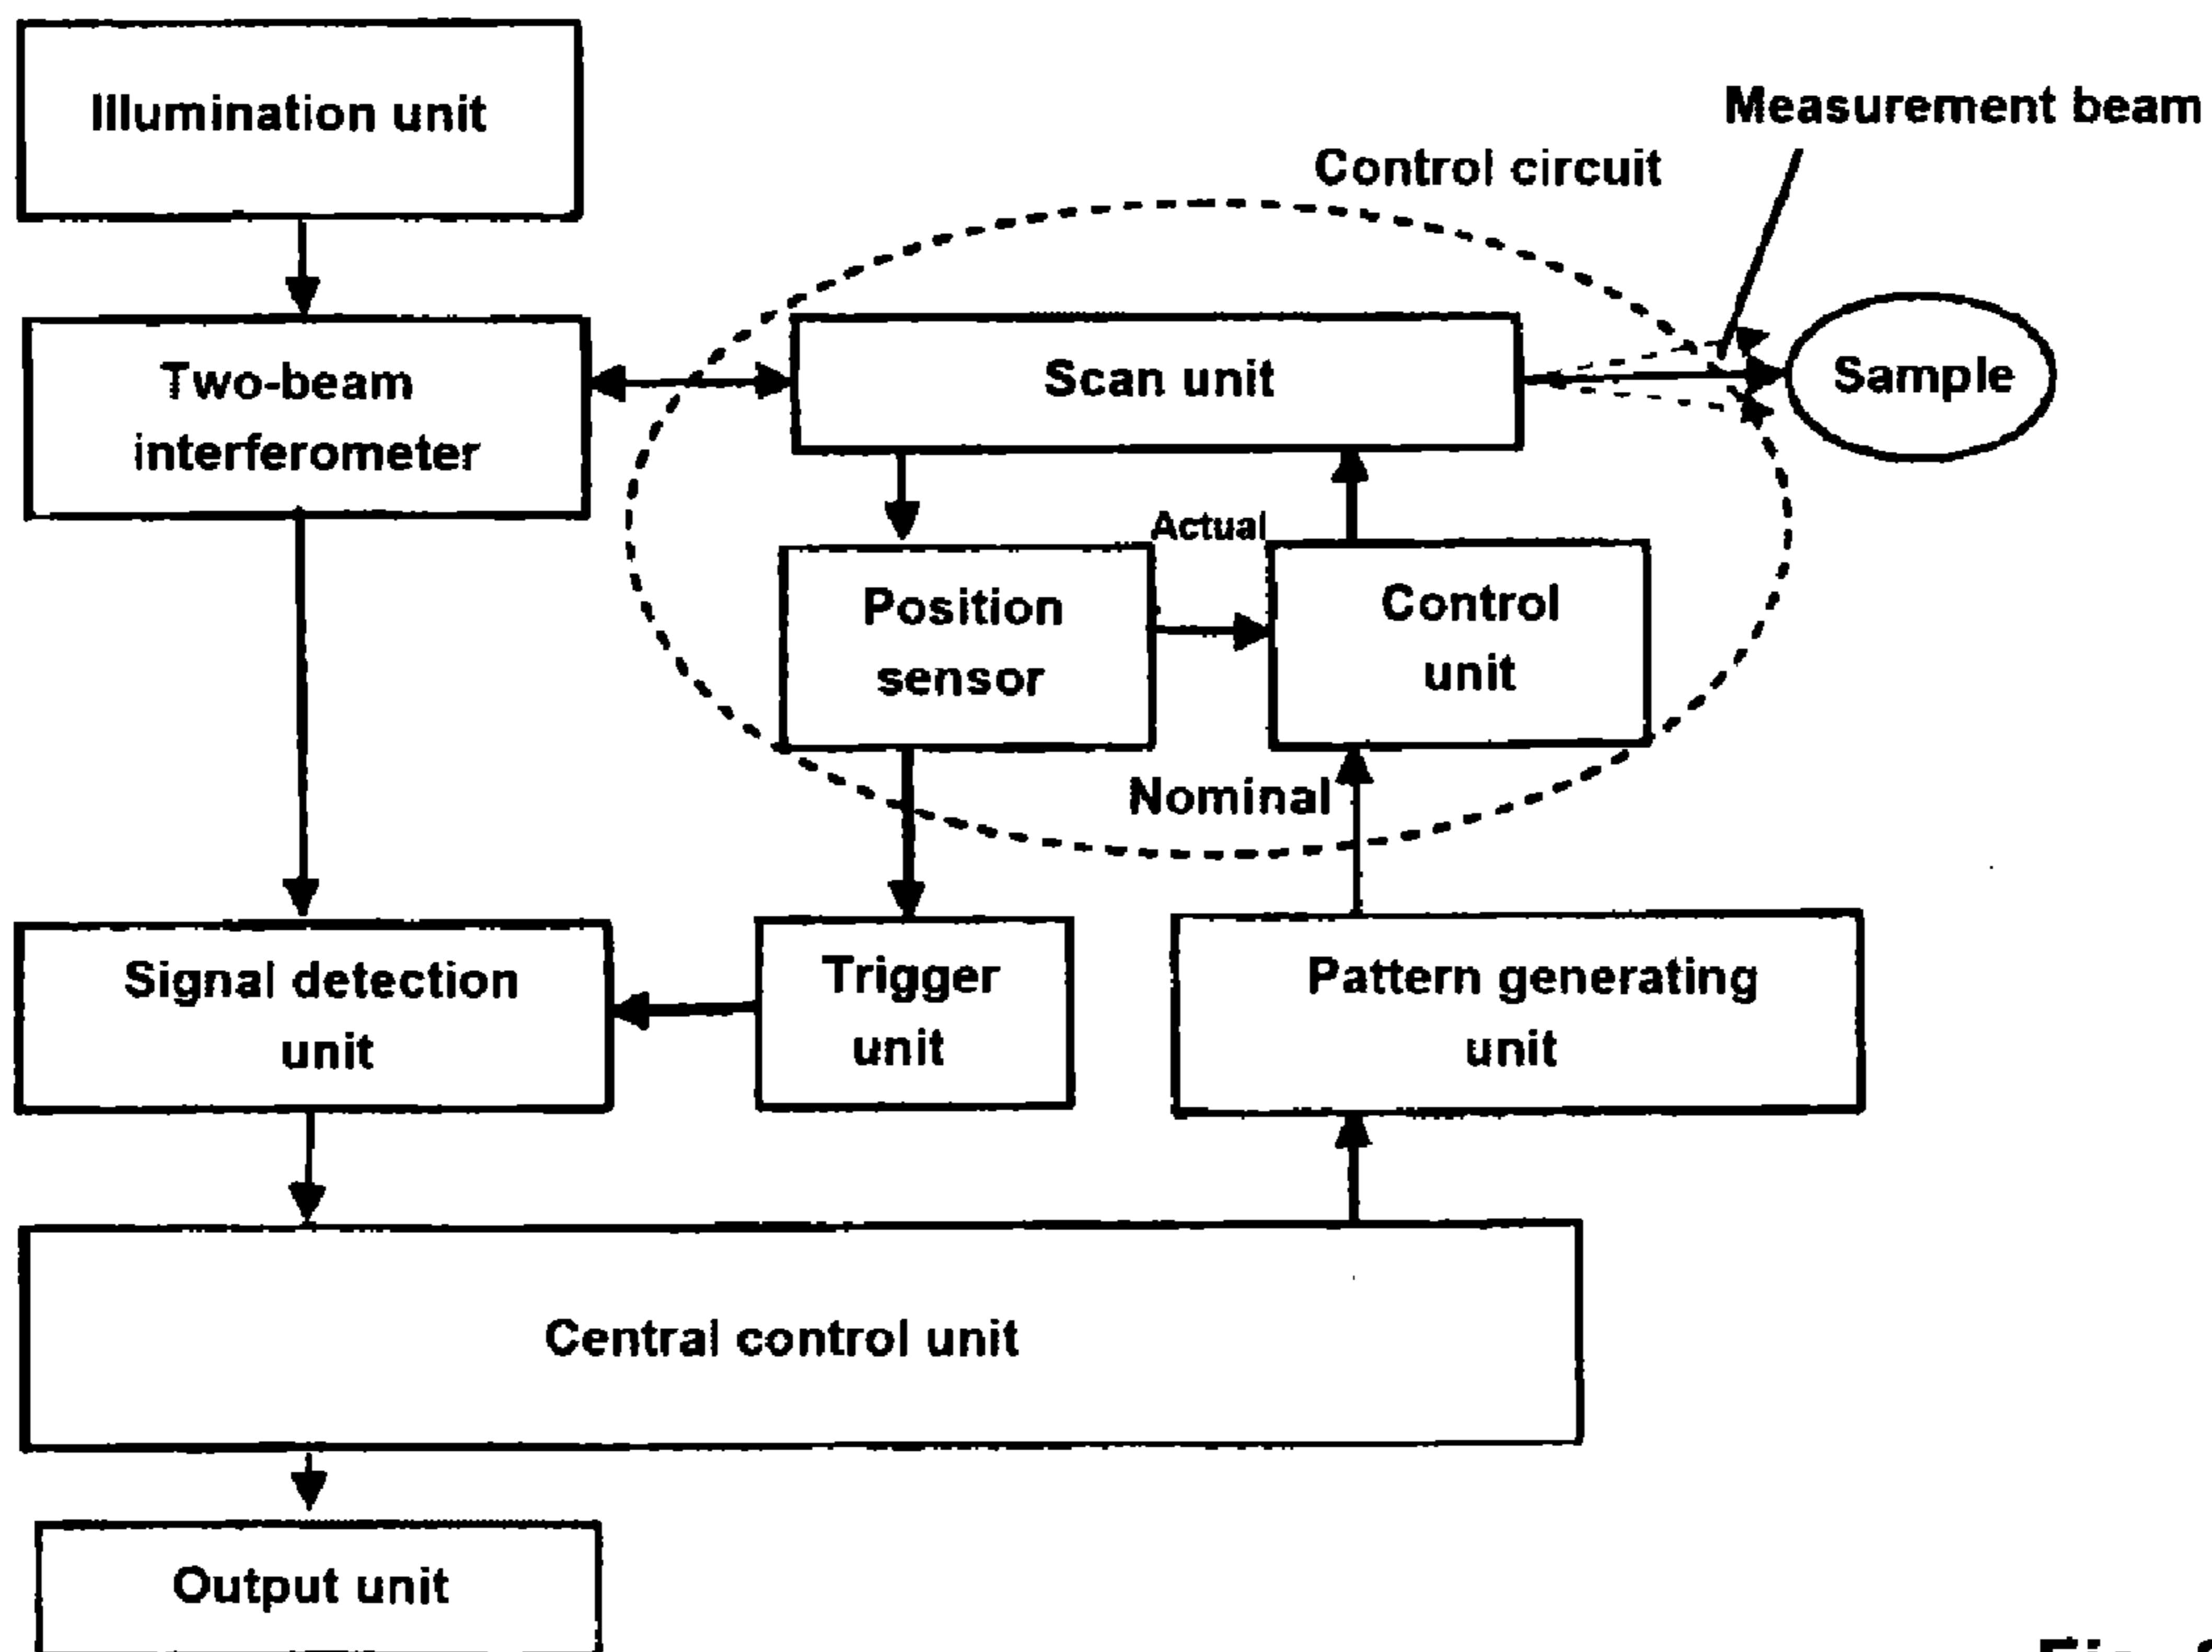 Illumination unit
Measurement beam
Control circuit
Two-beam
interferometer
Scan unit
Sample
Actual
Position
sensor
Control
unit
Nominal
Signal detection
unit
Trigger
unit
Pattern generating
unit
Central control unit
Output unit